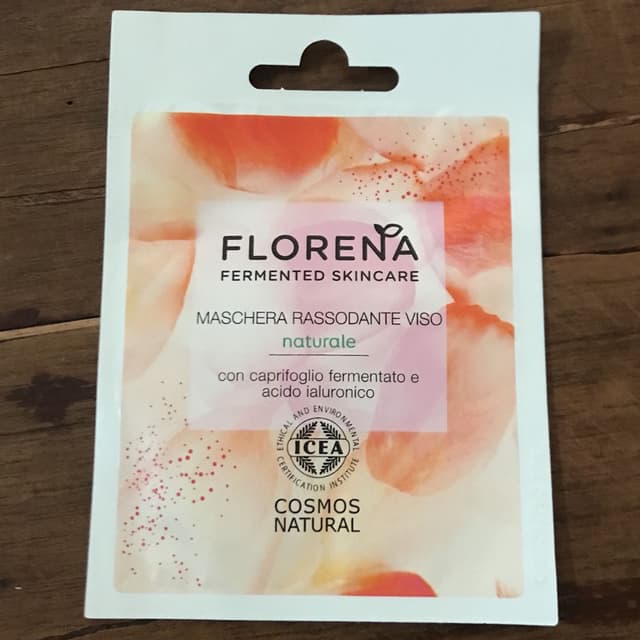 FLORENA
FERMENTED SKINCARE
MASCHERA RASSODANTE VISO
naturale
con caprifoglio fermentato e
acido ialuronico
ETHICAL AND ENVIRONMENTAL
ICEA
CERTIFICATION INSTITUTE
COSMOS
NATURAL